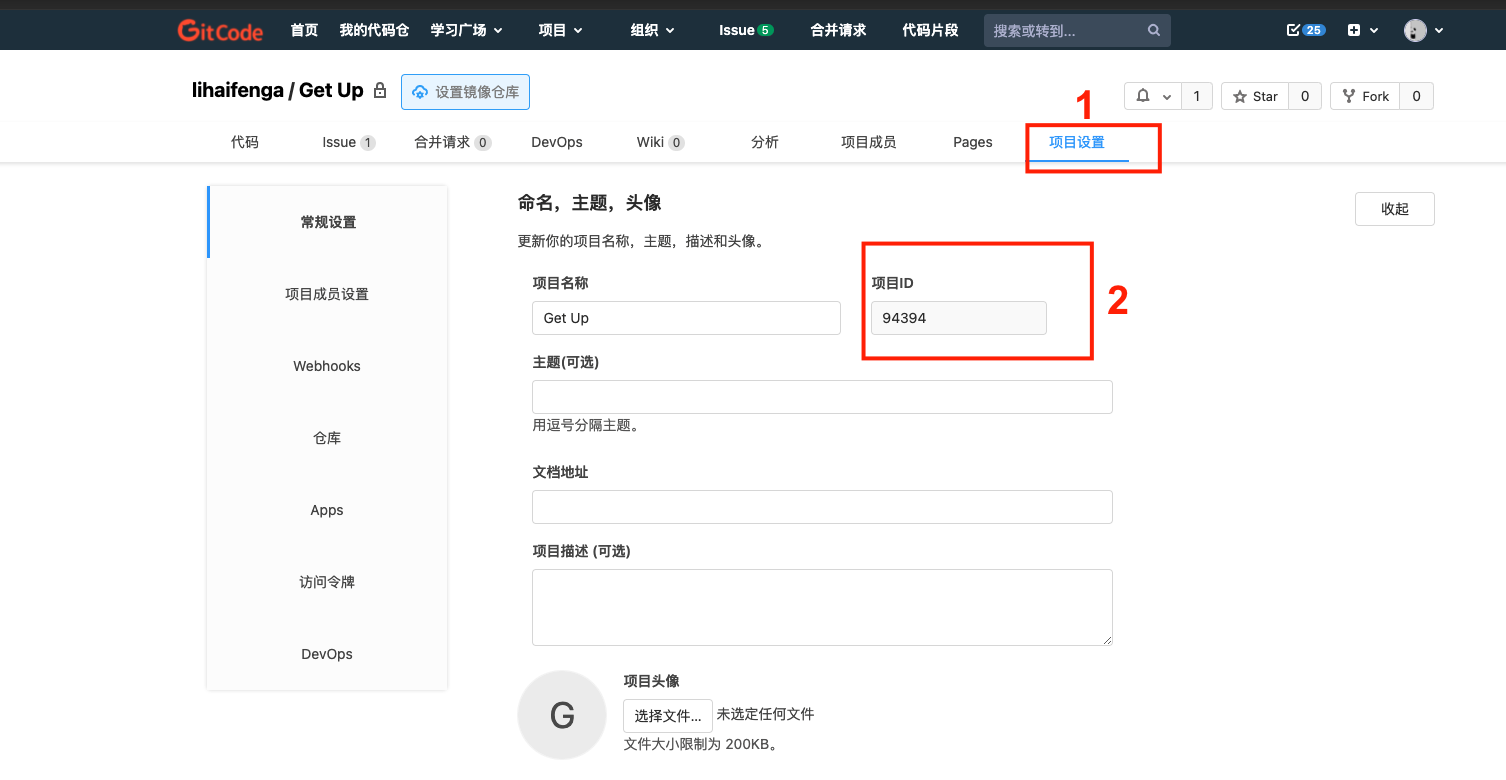 GitCode 首页 我的代码仓 学习广场 项目 组织 Issue 5 合并请求 代码片段 搜索或转到... 25
lihaifenga / Get Up 设置镜像仓库 1 Star 0 Fork 0
1
代码 Issue 1 合并请求 0 DevOps Wiki 0 分析 项目成员 Pages 项目设置
常规设置
项目成员设置
Webhooks
仓库
Apps
访问令牌
DevOps
命名，主题，头像
收起
更新你的项目名称，主题，描述和头像。
项目名称 项目ID
Get Up 94394
2
主题(可选)
用逗号分隔主题。
文档地址
项目描述 (可选)
G
项目头像
选择文件... 未选定任何文件
文件大小限制为 200KB。